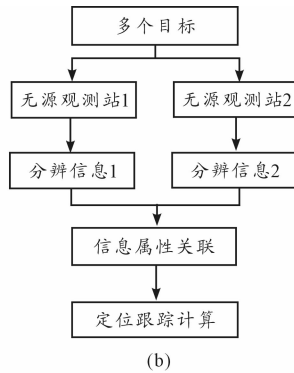 多个目标
无源观测站1
无源观测站2
分辨信息1
分辨信息2
信息属性关联
定位跟踪计算
(b)